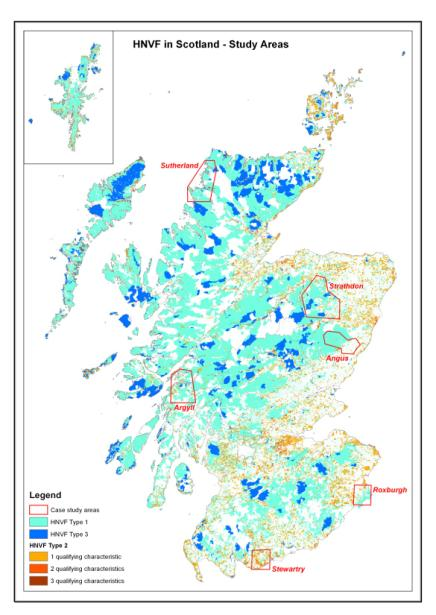 HNVF in Scotland - Study Areas
Sutherland
Strathdon
Angus
Argyll
Roxburgh
Stewartry
Legend
Case study areas
HNVF Type 1
HNVF Type 3
HNVF Type 2
1 qualifying characteristic
2 qualifying characteristics
3 qualifying characteristics